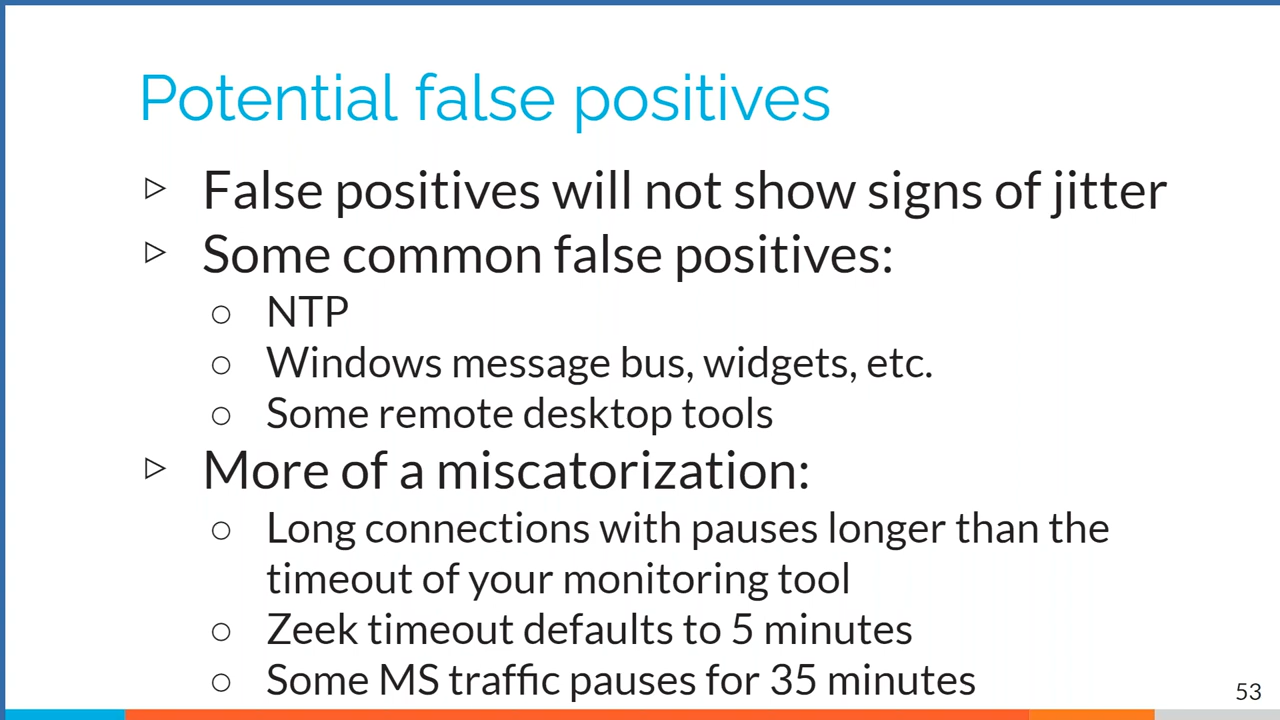 Potential false positives
▷ False positives will not show signs of jitter
▷ Some common false positives:
○ NTP
○ Windows message bus, widgets, etc.
○ Some remote desktop tools
▷ More of a miscatorization:
○ Long connections with pauses longer than the
timeout of your monitoring tool
○ Zeek timeout defaults to 5 minutes
○ Some MS traffic pauses for 35 minutes
53